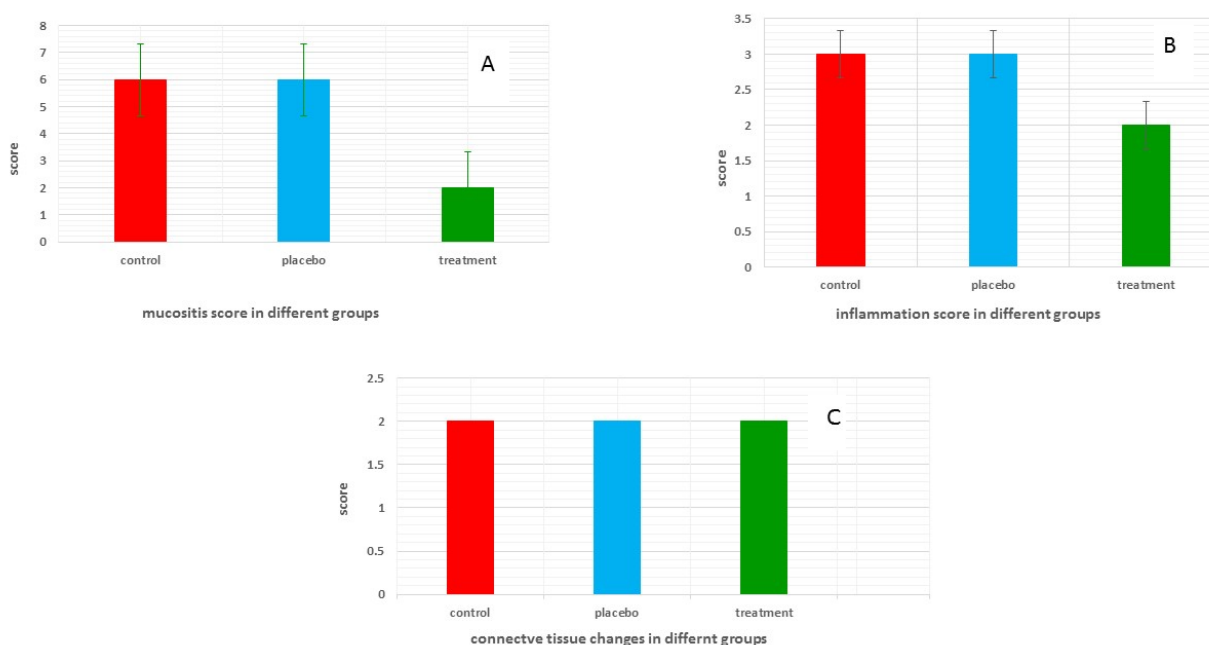 A
score
8
7
6
5
4
3
2
1
0
control placebo treatment
mucositis score in different groups
B
score
3.5
3
2.5
2
1.5
1
0.5
0
control placebo treatment
inflammation score in different groups
C
score
2.5
2
1.5
1
0.5
0
control placebo treatment
connectve tissue changes in differnt groups